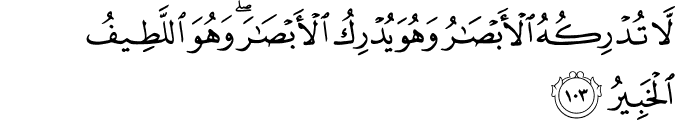 لَّا تُدْرِكُهُ ٱلْأَبْصَـٰرُ وَهُوَ يُدْرِكُ ٱلْأَبْصَـٰرَ ۖ وَهُوَ ٱللَّطِيفُ
ٱلْخَبِيرُ ١٠٣